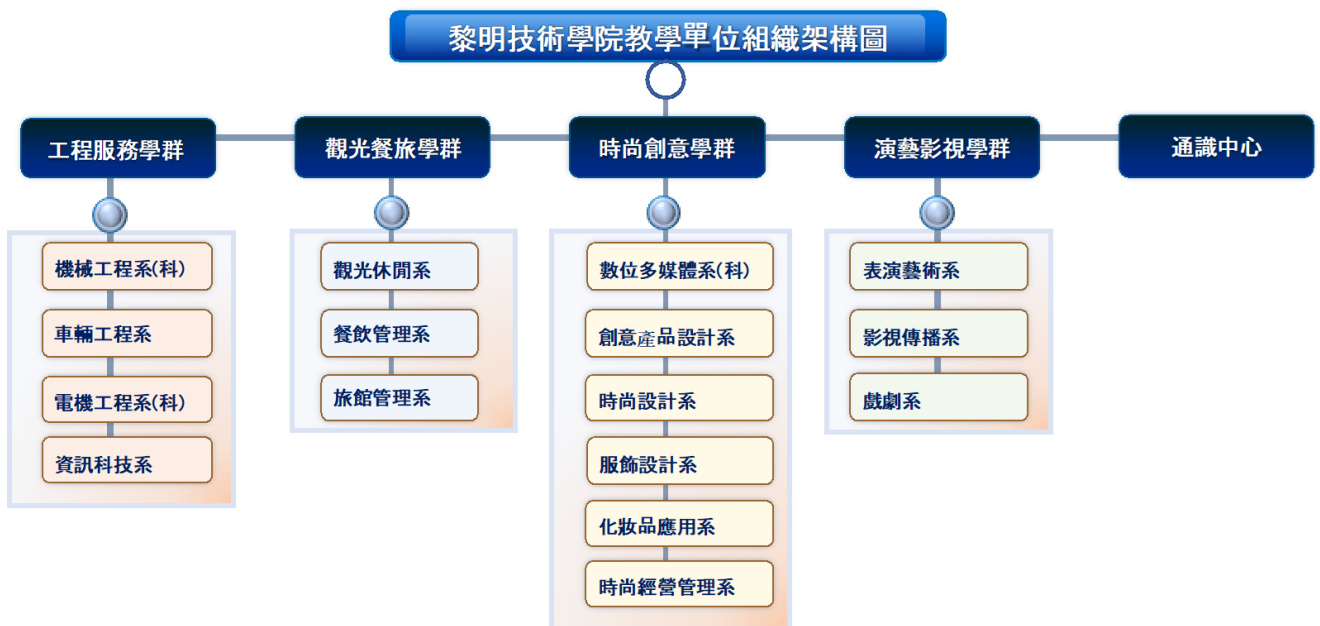 黎明技術學院教學單位組織架構圖
工程服務學群
觀光餐旅學群
時尚創意學群
演藝影視學群
通識中心
機械工程系(科)
車輛工程系
電機工程系(科)
資訊科技系
觀光休閒系
餐飲管理系
旅館管理系
數位多媒體系(科)
創意產品設計系
時尚設計系
服飾設計系
化妝品應用系
時尚經營管理系
表演藝術系
影視傳播系
戲劇系